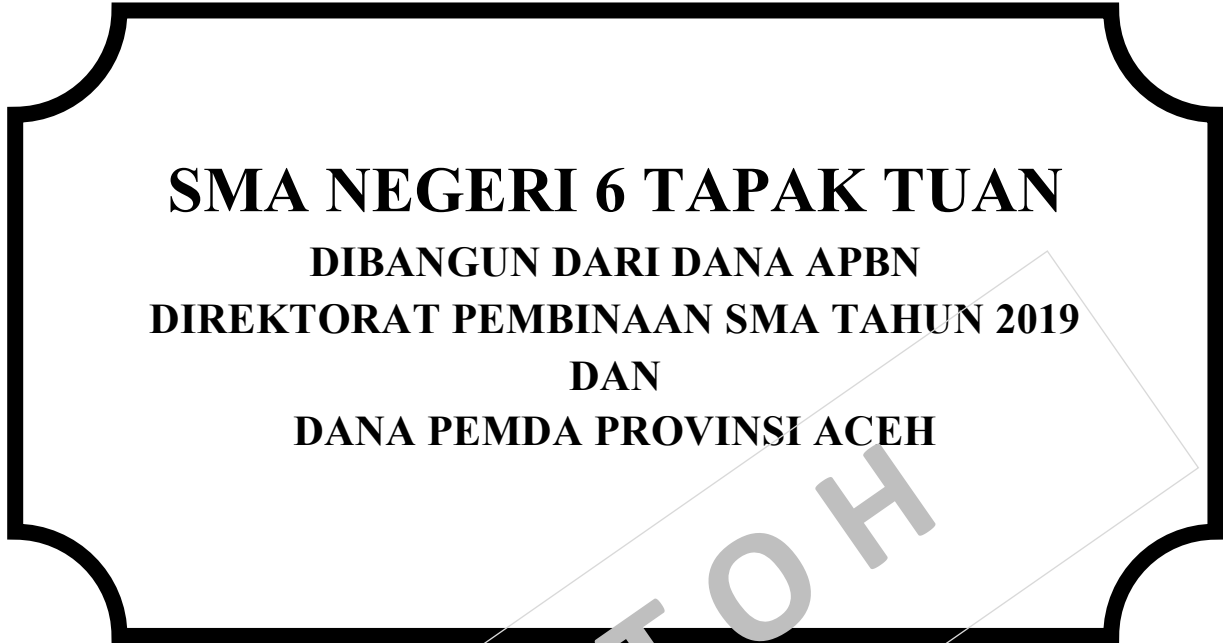 SMA NEGERI 6 TAPAK TUAN
DIBANGUN DARI DANA APBN
DIREKTORAT PEMBINAAN SMA TAHUN 2019
DAN
DANA PEMDA PROVINSI ACEH
TOH